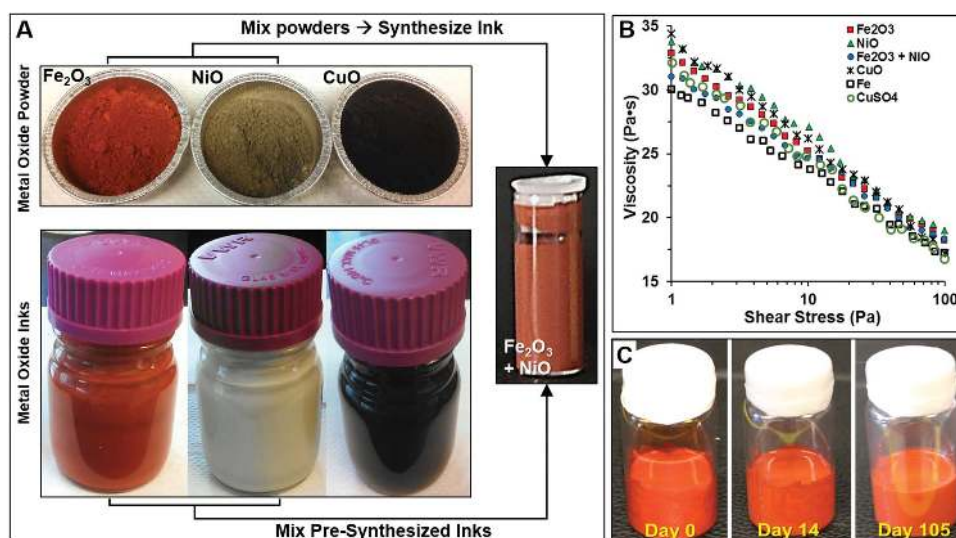 A
Mix powders → Synthesize Ink
Metal Oxide Powder
Fe₂O₃
NiO
CuO
Metal Oxide Inks
VWR
Fe₂O₃
+ NiO
Mix Pre-Synthesized Inks
B
Viscosity (Pa•s)
35
30
25
20
15
1
10
100
Shear Stress (Pa)
Fe2O3
NiO
Fe2O3 + NiO
CuO
Fe
CuSO4
C
Day 0
Day 14
Day 105